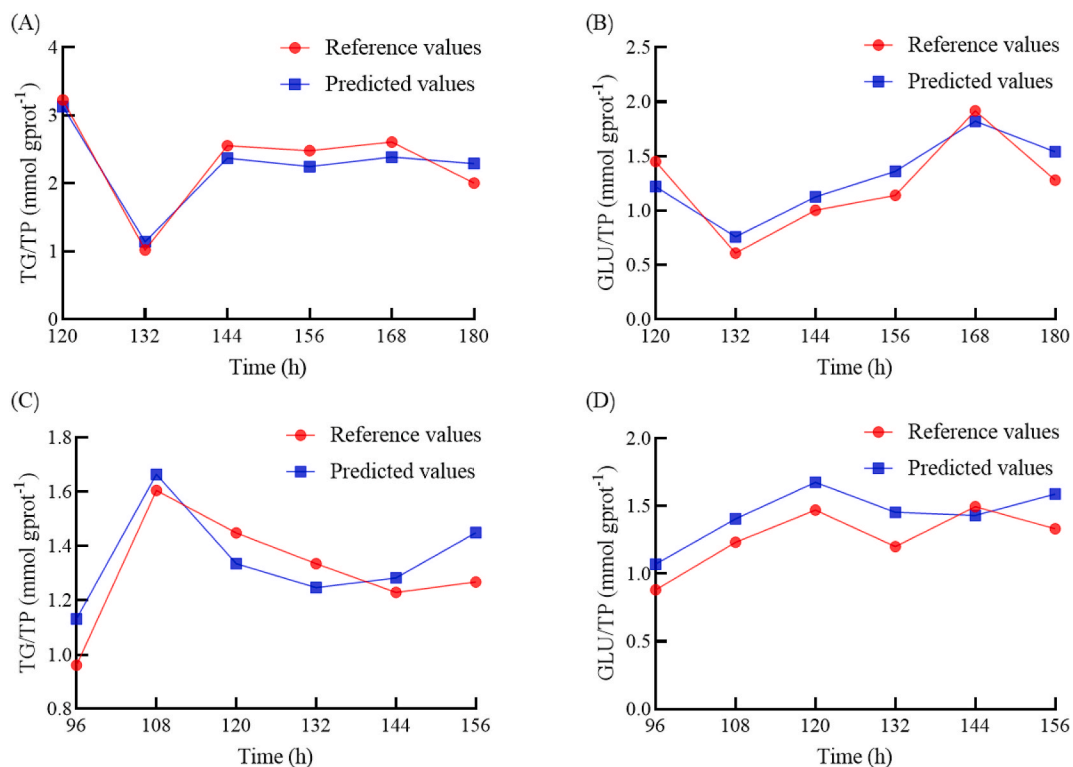 (A)
TG/TP (mmol gprot⁻¹)
4
3
2
1
0
Reference values
Predicted values
120 132 144 156 168 180
Time (h)
(B)
GLU/TP (mmol gprot⁻¹)
2.5
2.0
1.5
1.0
0.5
0.0
Reference values
Predicted values
120 132 144 156 168 180
Time (h)
(C)
TG/TP (mmol gprot⁻¹)
1.8
1.6
1.4
1.2
1.0
0.8
Reference values
Predicted values
96 108 120 132 144 156
Time (h)
(D)
GLU/TP (mmol gprot⁻¹)
2.0
1.5
1.0
0.5
0.0
Reference values
Predicted values
96 108 120 132 144 156
Time (h)